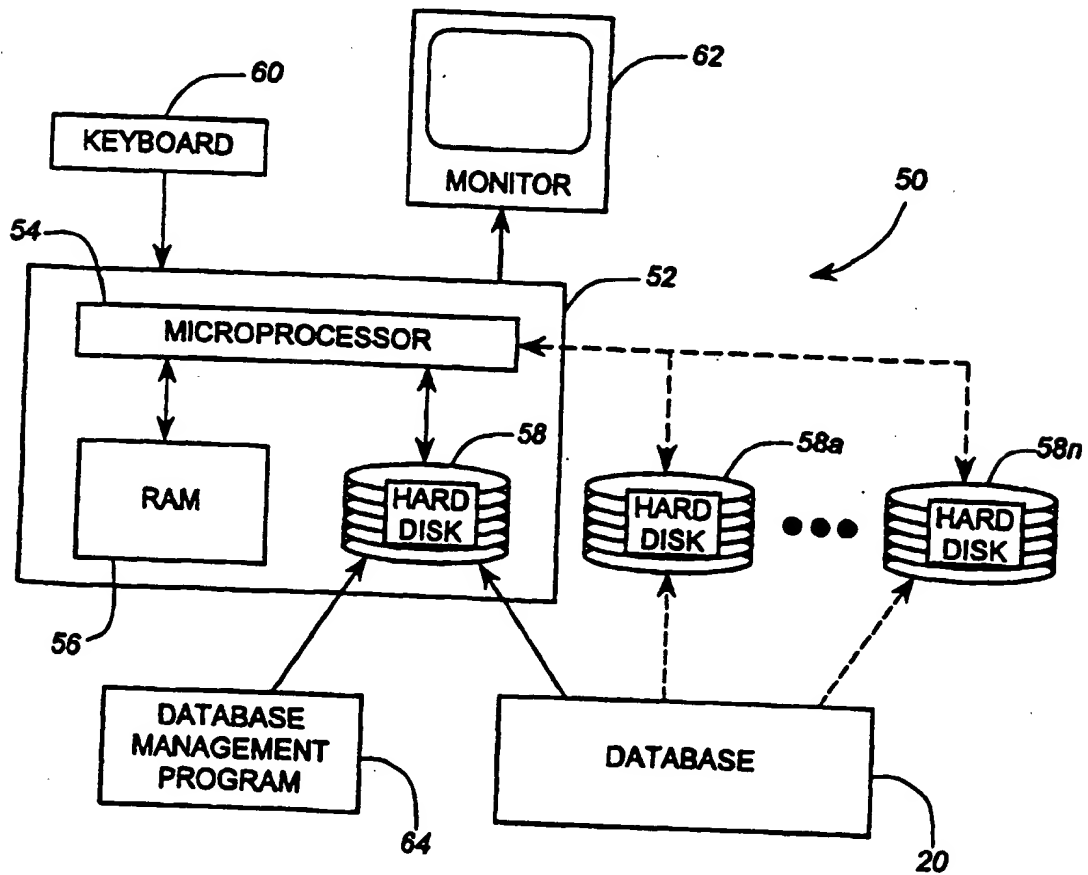 60
62
KEYBOARD
MONITOR
50
54
52
MICROPROCESSOR
58
58a
58n
RAM
HARD
DISK
HARD
DISK
HARD
DISK
56
DATABASE
MANAGEMENT
PROGRAM
DATABASE
64
20